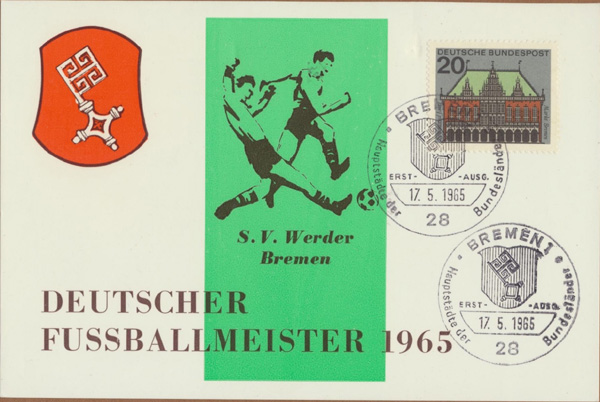 DEUTSCHE BUNDESPOST
20
BREMEN
Hauptstädte der
Bundesländer
ERST- AUSG.
17. 5. 1965
28
S. V. Werder
Bremen
BREMEN 1
Hauptstädte der
Bundesländer
ERST- AUSG.
17. 5. 1965
28
DEUTSCHER
FUSSBALLMEISTER 1965